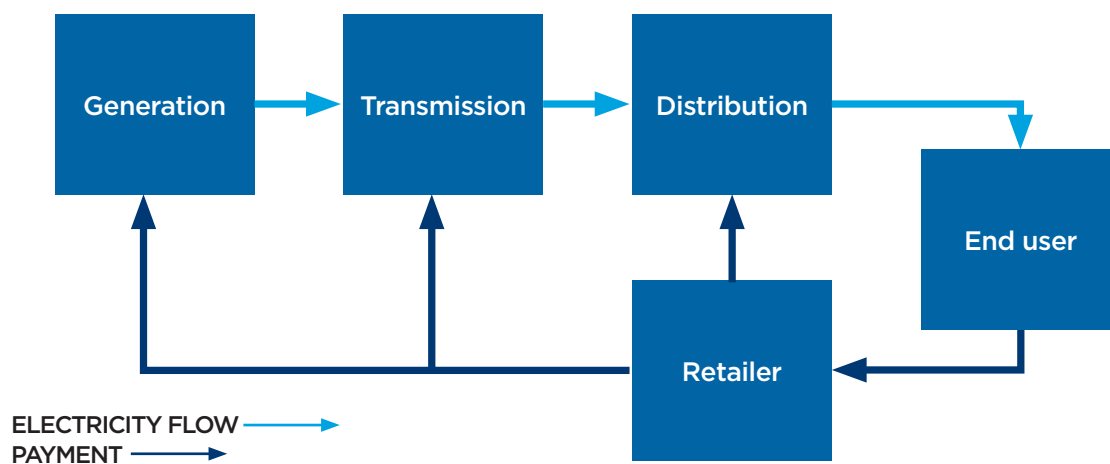 Generation
Transmission
Distribution
End user
Retailer
ELECTRICITY FLOW
PAYMENT